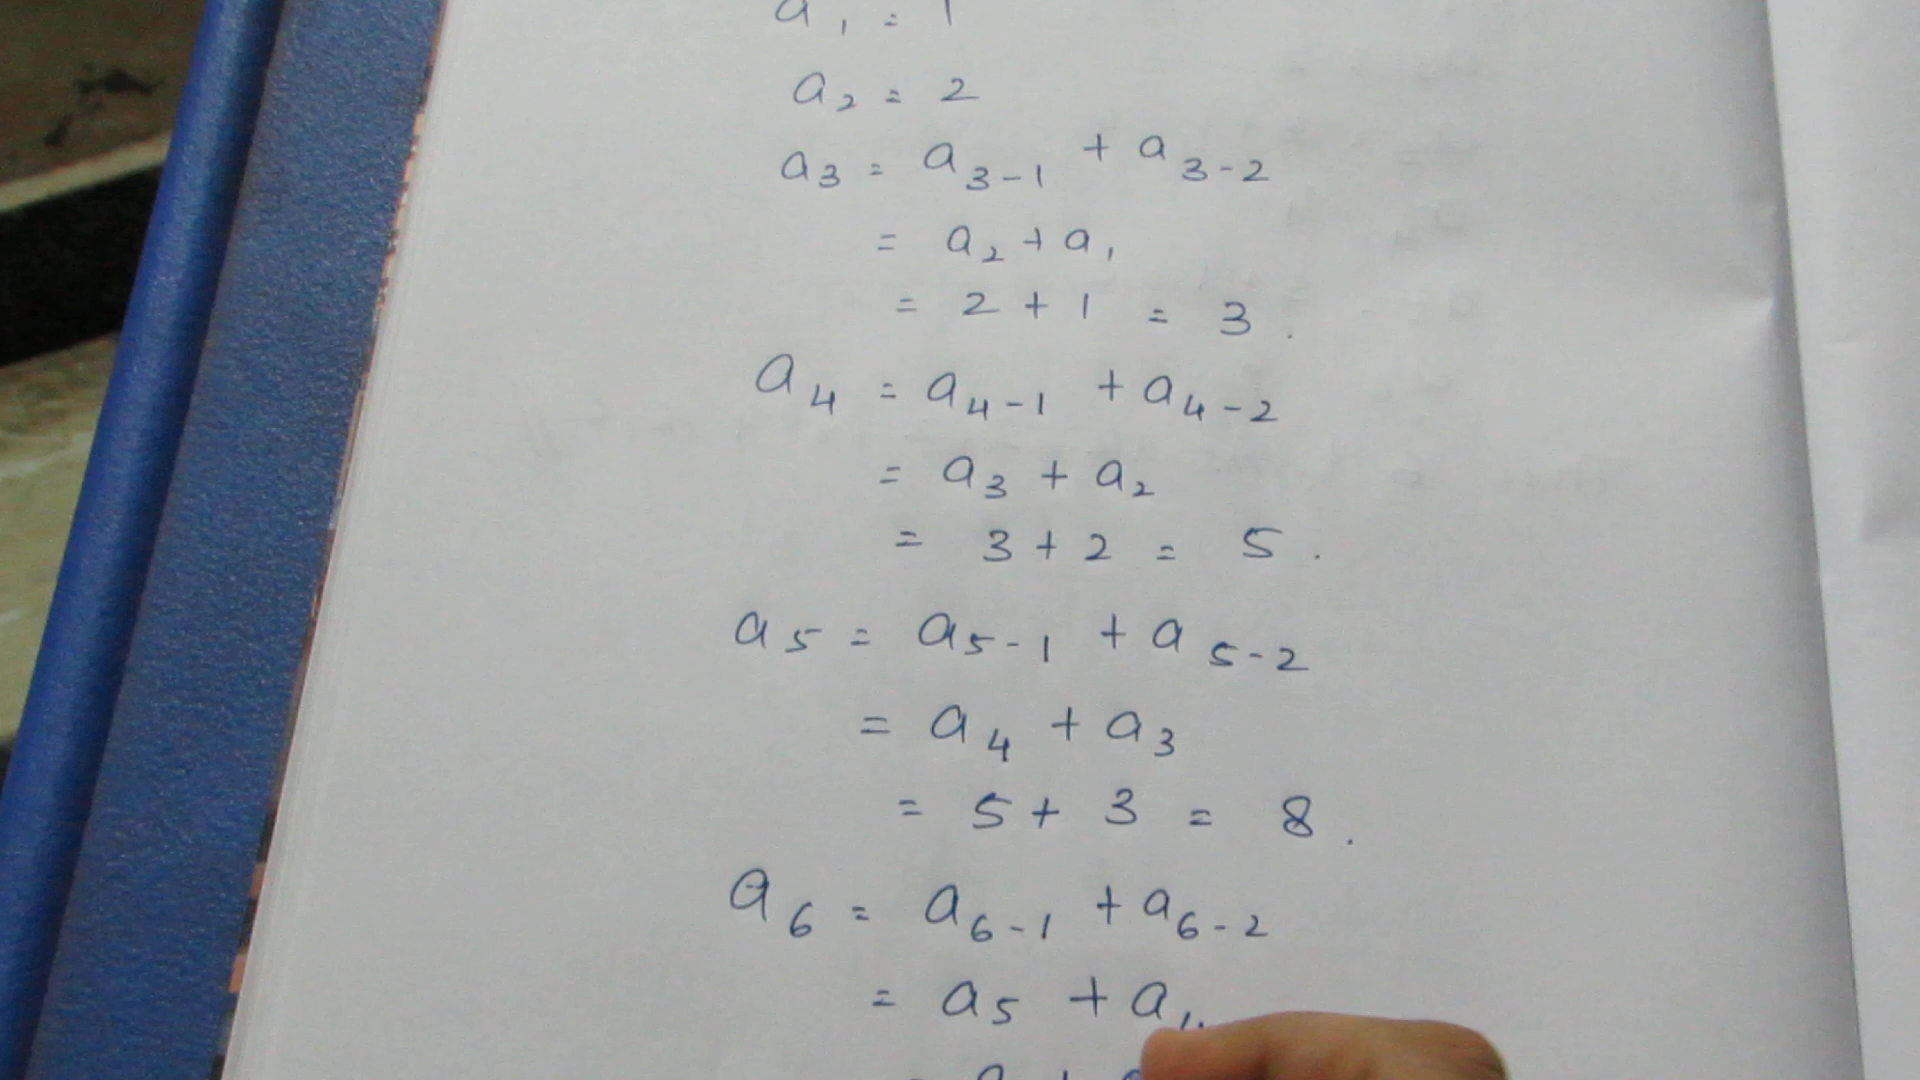 a₁ = 1
a₂ = 2
a₃ = a₃₋₁ + a₃₋₂
= a₂ + a₁
= 2 + 1 = 3.
a₄ = a₄₋₁ + a₄₋₂
= a₃ + a₂
= 3 + 2 = 5.
a₅ = a₅₋₁ + a₅₋₂
= a₄ + a₃
= 5 + 3 = 8.
a₆ = a₆₋₁ + a₆₋₂
= a₅ + a